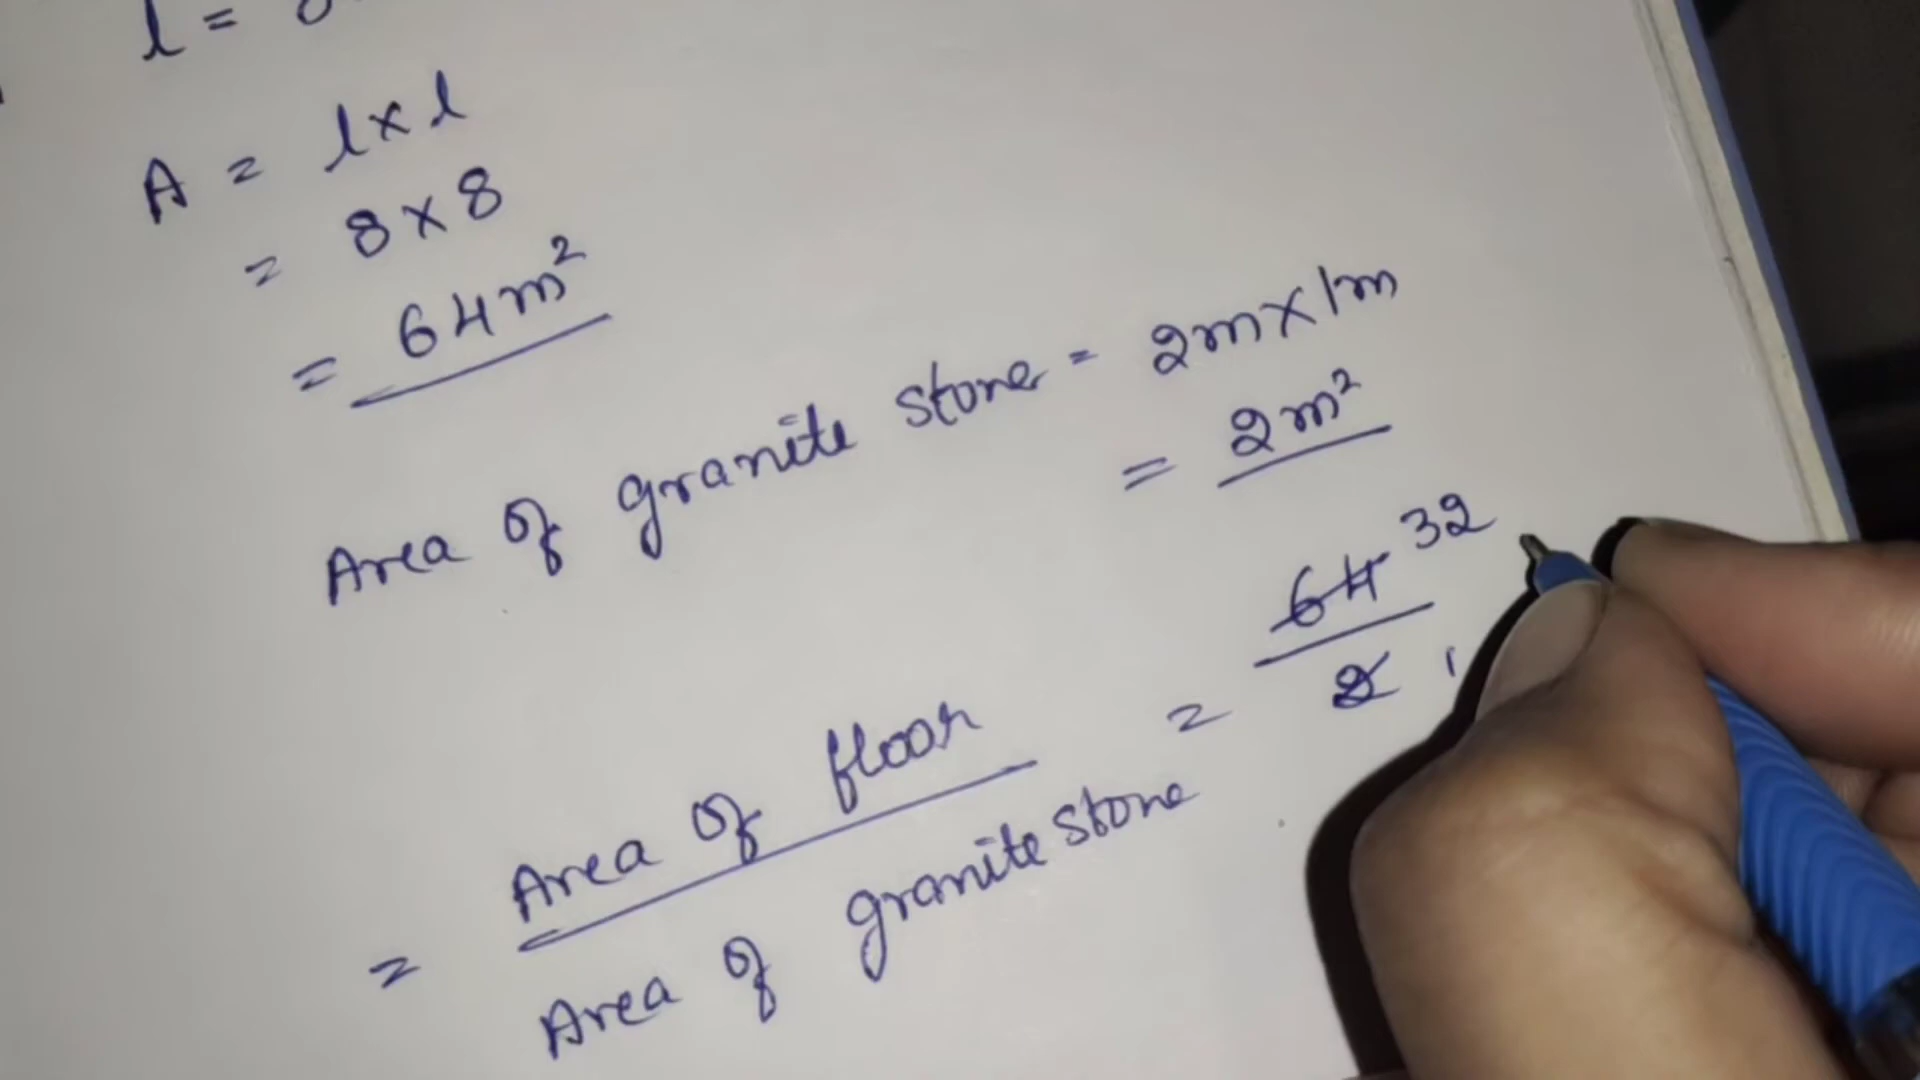 l =
A = l x l
= 8 x 8
= 64m²
Area of granite stone = 2m x 1m
= 2m²
= Area of floor / Area of granite stone = 64 32 / 2 1